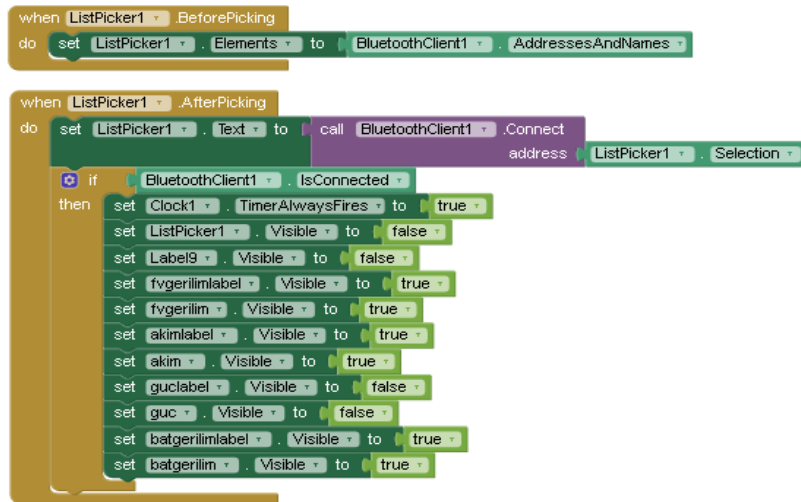 when ListPicker1 .BeforePicking
do set ListPicker1 . Elements to BluetoothClient1 . AddressesAndNames
when ListPicker1 .AfterPicking
do set ListPicker1 . Text to call BluetoothClient1 .Connect
address ListPicker1 . Selection
if BluetoothClient1 . IsConnected
then set Clock1 . TimerAlwaysFires to true
set ListPicker1 . Visible to false
set Label9 . Visible to false
set fvgerilimlabel . Visible to true
set fvgerilim . Visible to true
set akimlabel . Visible to true
set akim . Visible to true
set guclabel . Visible to false
set guc . Visible to false
set batgerilimlabel . Visible to true
set batgerilim . Visible to true